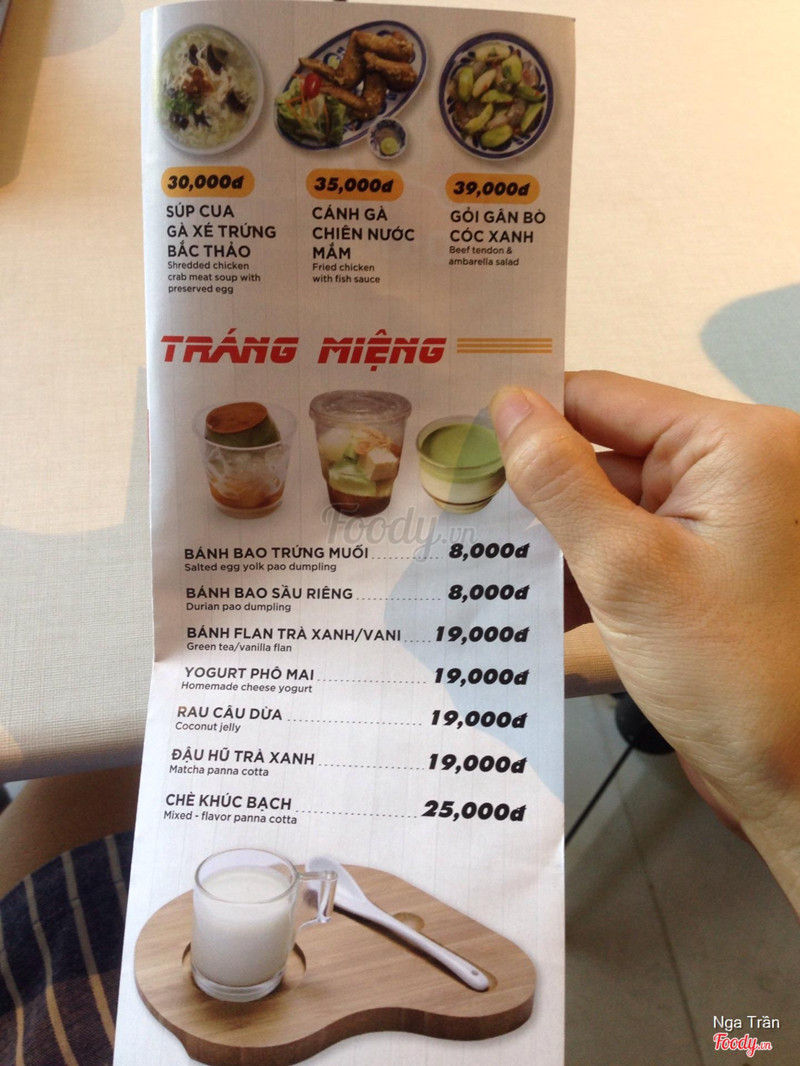 30,000đ
SÚP CUA
GÀ XÉ TRỨNG
BẮC THẢO
Shredded chicken
crab meat soup with
preserved egg
35,000đ
CÁNH GÀ
CHIÊN NƯỚC
MẮM
Fried chicken
with fish sauce
39,000đ
GỎI GÂN BÒ
CÓC XANH
Beef tendon &
ambarella salad
TRÁNG MIỆNG
Foody.vn
BÁNH BAO TRỨNG MUỐI 8,000đ
Salted egg yolk pao dumpling
BÁNH BAO SẦU RIÊNG 8,000đ
Durian pao dumpling
BÁNH FLAN TRÀ XANH/VANI 19,000đ
Green tea/vanilla flan
YOGURT PHÔ MAI 19,000đ
Homemade cheese yogurt
RAU CÂU DỪA 19,000đ
Coconut jelly
ĐẬU HŨ TRÀ XANH 19,000đ
Matcha panna cotta
CHÈ KHÚC BẠCH 25,000đ
Mixed - flavor panna cotta
Nga Trần
Foody.vn